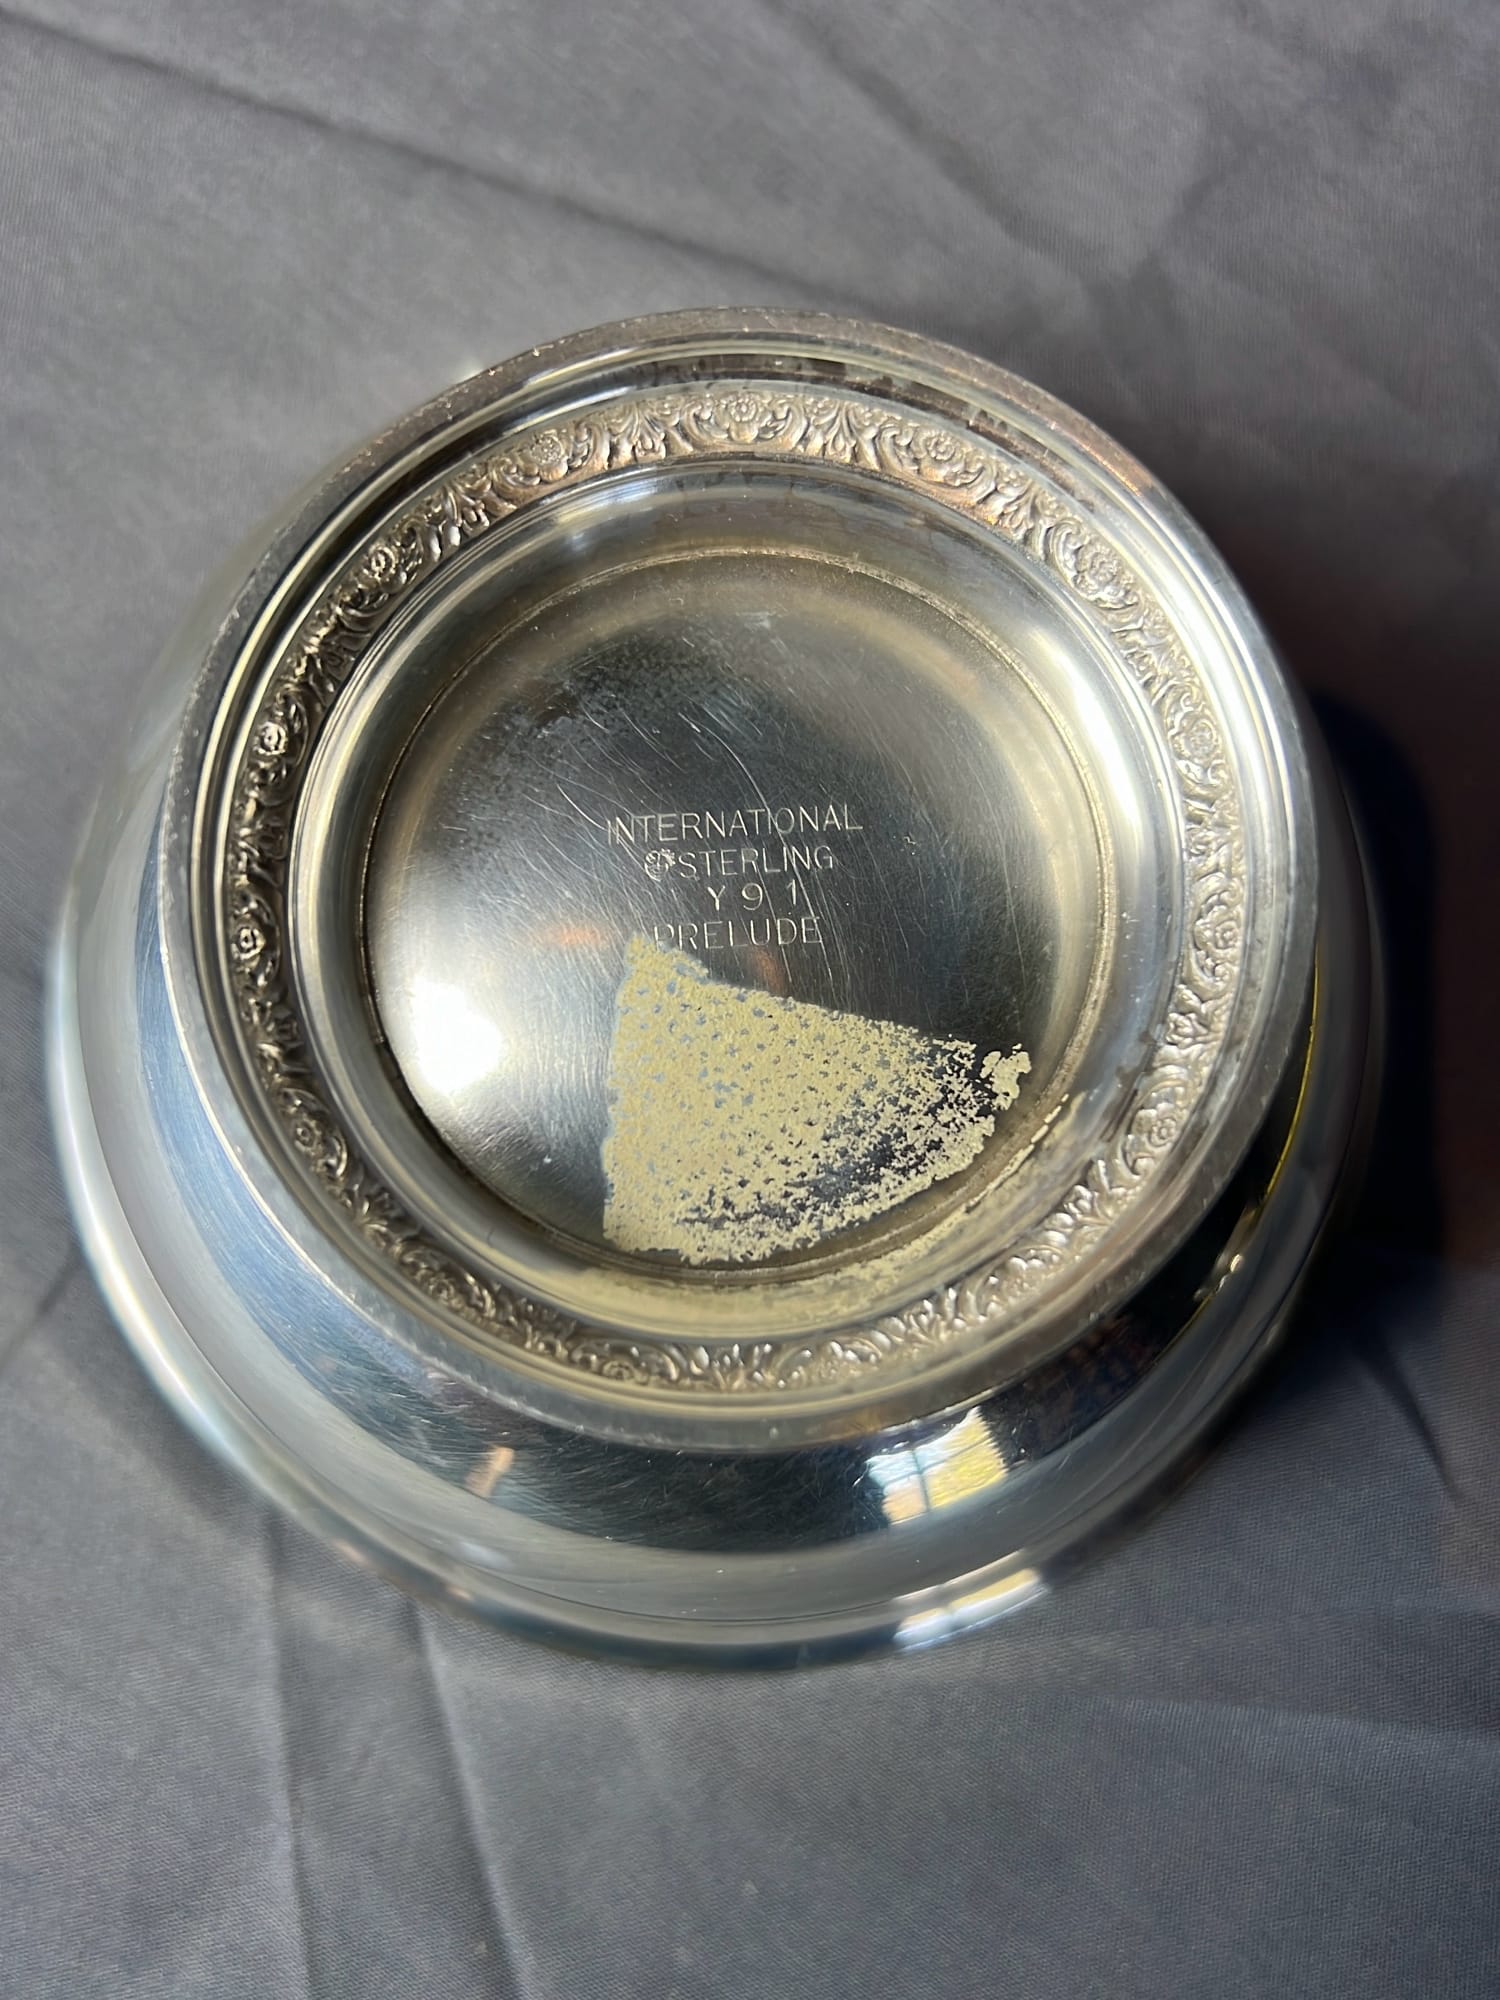 INTERNATIONAL
STERLING
Y91
PRELUDE